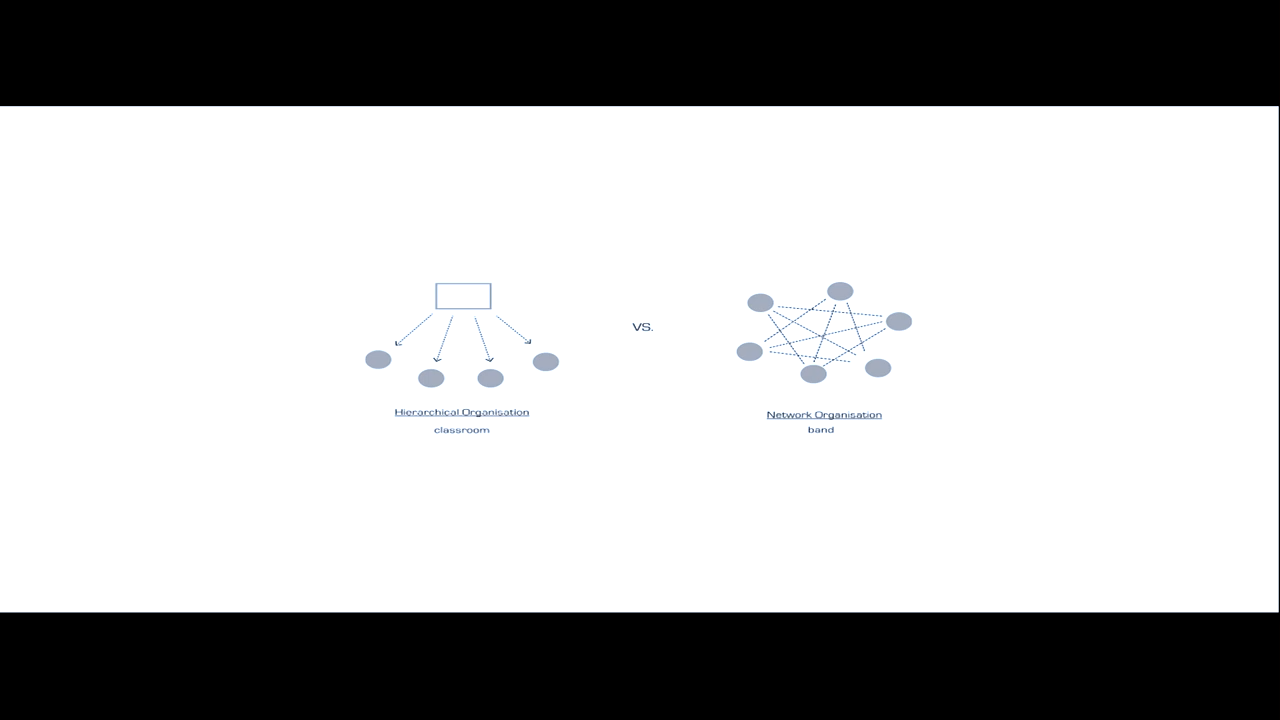 VS.
Hierarchical Organisation
classroom
Network Organisation
band